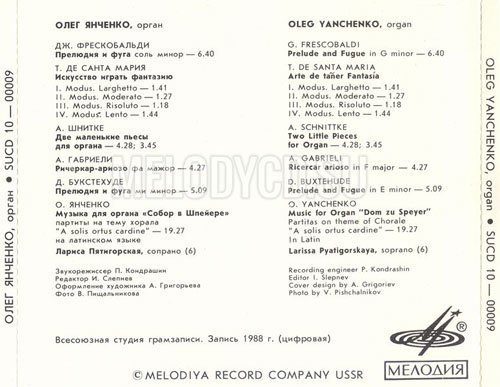 ОЛЕГ ЯНЧЕНКО, орган • SUCD 10—00009
ОЛЕГ ЯНЧЕНКО, орган
ДЖ. ФРЕСКОБАЛЬДИ
Прелюдия и фуга соль минор — 6.40
Т. ДЕ САНТА МАРИЯ
Искусство играть фантазию
I. Modus. Larghetto — 1.41
II. Modus. Moderato — 1.27
III. Modus. Risoluto — 1.18
IV. Modus. Lento — 1.44
А. ШНИТКЕ
Две маленькие пьесы
для органа — 4.28; 3.45
А. ГАБРИЕЛИ
Ричеркар-ариозо фа мажор — 4.27
Д. БУКСТЕХУДЕ
Прелюдия и фуга ми минор — 5.09
О. ЯНЧЕНКО
Музыка для органа «Собор в Шпейере»
партиты на тему хорала
"A solis ortus cardine" — 19.27
на латинском языке
Лариса Пятигорская, сопрано (6)
Звукорежиссер П. Кондрашин
Редактор И. Слепнев
Оформление художника А. Григорьева
Фото В. Пищальникова
OLEG YANCHENKO, organ
G. FRESCOBALDI
Prelude and Fugue in G minor — 6.40
T. DE SANTA MARIA
Arte de tañer Fantasía
I. Modus. Larghetto — 1.41
II. Modus. Moderato — 1.27
III. Modus. Risoluto — 1.18
IV. Modus. Lento — 1.44
A. SCHNITTKE
Two Little Pieces
for Organ — 4.28; 3.45
A. GABRIELI
Ricercar arioso in F major — 4.27
D. BUXTEHUDE
Prelude and Fugue in E minor — 5.09
O. YANCHENKO
Music for Organ "Dom zu Speyer"
Partitas on theme of Chorale
"A solis ortus cardine" — 19.27
In Latin
Larissa Pyatigorskaya, soprano (6)
Recording engineer P. Kondrashin
Editor I. Slepnev
Cover design by A. Grigoriev
Photo by V. Pishchalnikov
Всесоюзная студия грамзаписи. Запись 1988 г. (цифровая)
МЕЛОДИЯ
© MELODIYA RECORD COMPANY USSR
OLEG YANCHENKO, organ • SUCD 10—00009